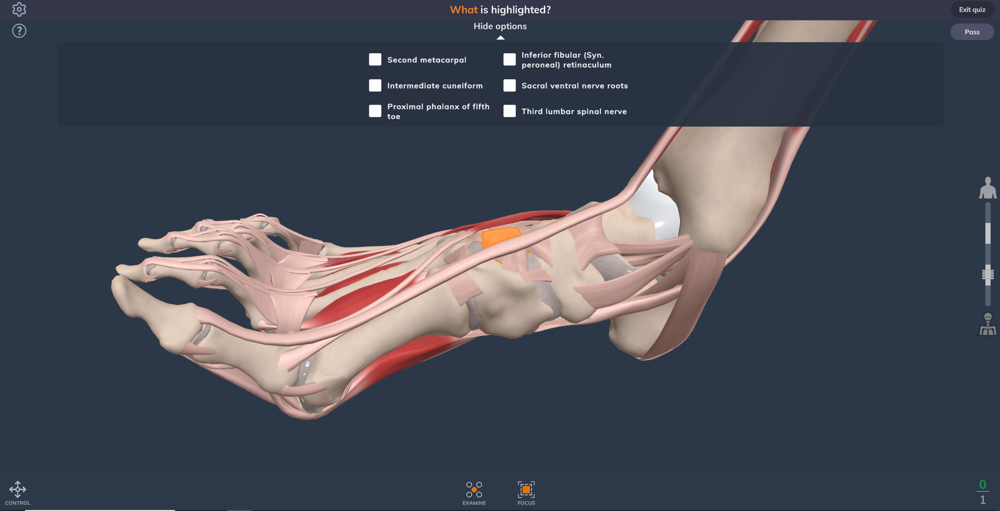 What is highlighted?
Exit quiz
Hide options
?
Pass
Second metacarpal
Inferior fibular (Syn.
peroneal) retinaculum
Intermediate cuneiform
Sacral ventral nerve roots
Proximal phalanx of fifth
toe
Third lumbar spinal nerve
CONTROL
EXAMINE
FOCUS
0
1